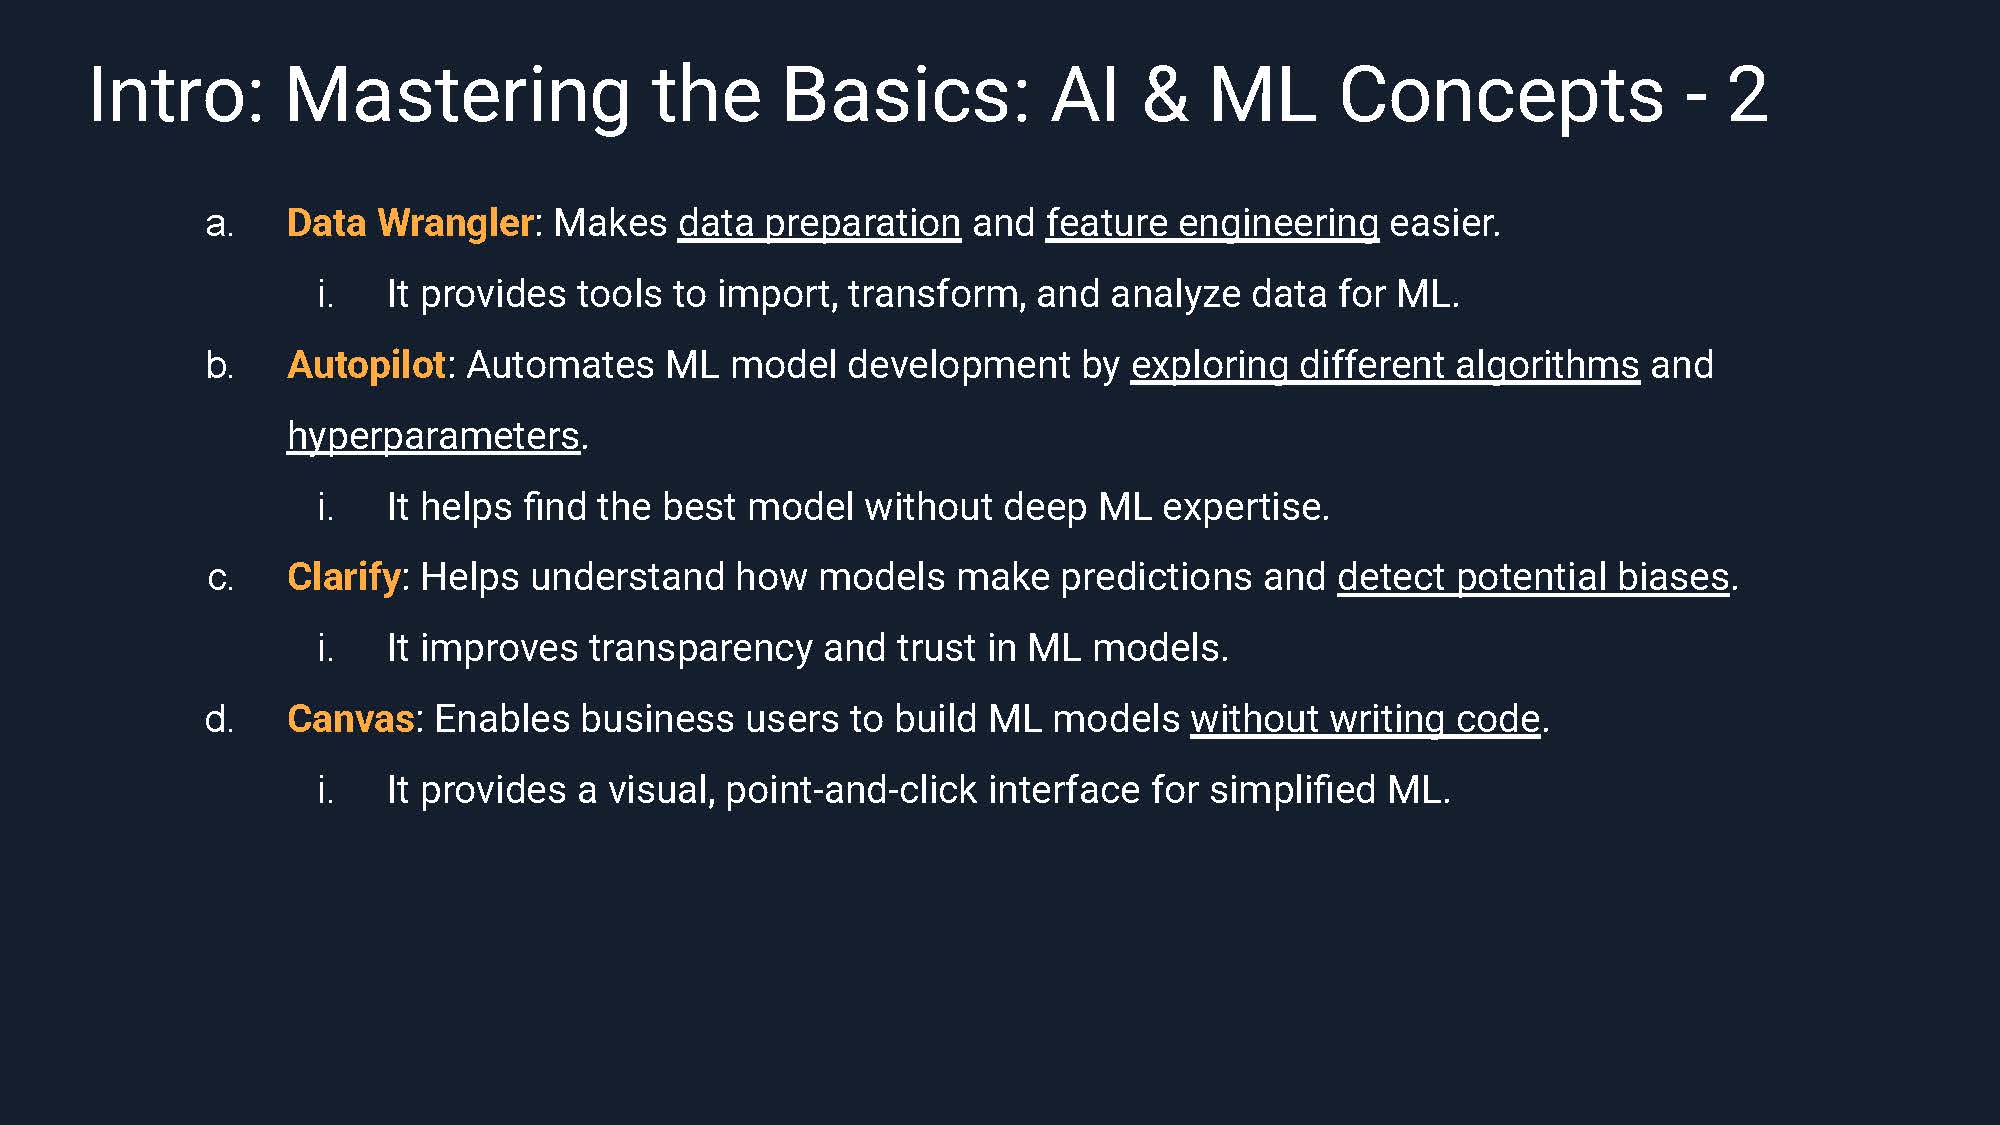 Intro: Mastering the Basics: AI & ML Concepts - 2
a. Data Wrangler: Makes data preparation and feature engineering easier.
i. It provides tools to import, transform, and analyze data for ML.
b. Autopilot: Automates ML model development by exploring different algorithms and
hyperparameters.
i. It helps find the best model without deep ML expertise.
c. Clarify: Helps understand how models make predictions and detect potential biases.
i. It improves transparency and trust in ML models.
d. Canvas: Enables business users to build ML models without writing code.
i. It provides a visual, point-and-click interface for simplified ML.